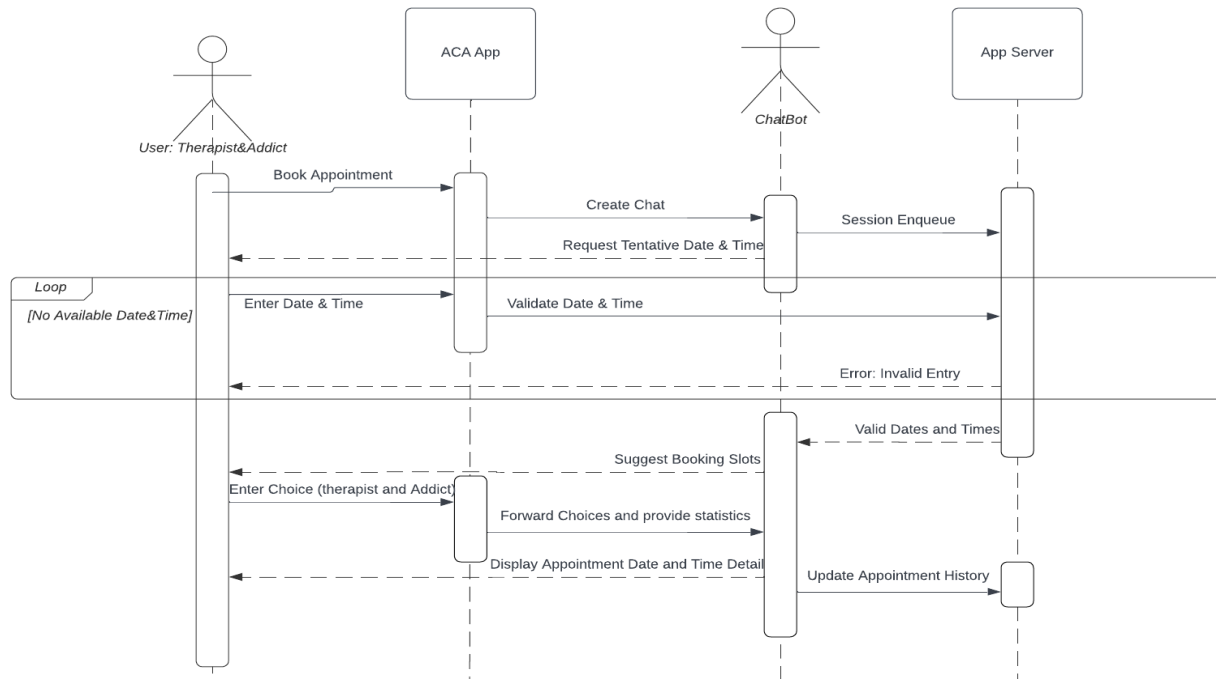 ACA App
App Server
ChatBot
User: Therapist&Addict
Book Appointment
Create Chat
Session Enqueue
Request Tentative Date & Time
Loop
Enter Date & Time
Validate Date & Time
[No Available Date&Time]
Error: Invalid Entry
Valid Dates and Times
Suggest Booking Slots
Enter Choice (therapist and Addict)
Forward Choices and provide statistics
Display Appointment Date and Time Detail
Update Appointment History